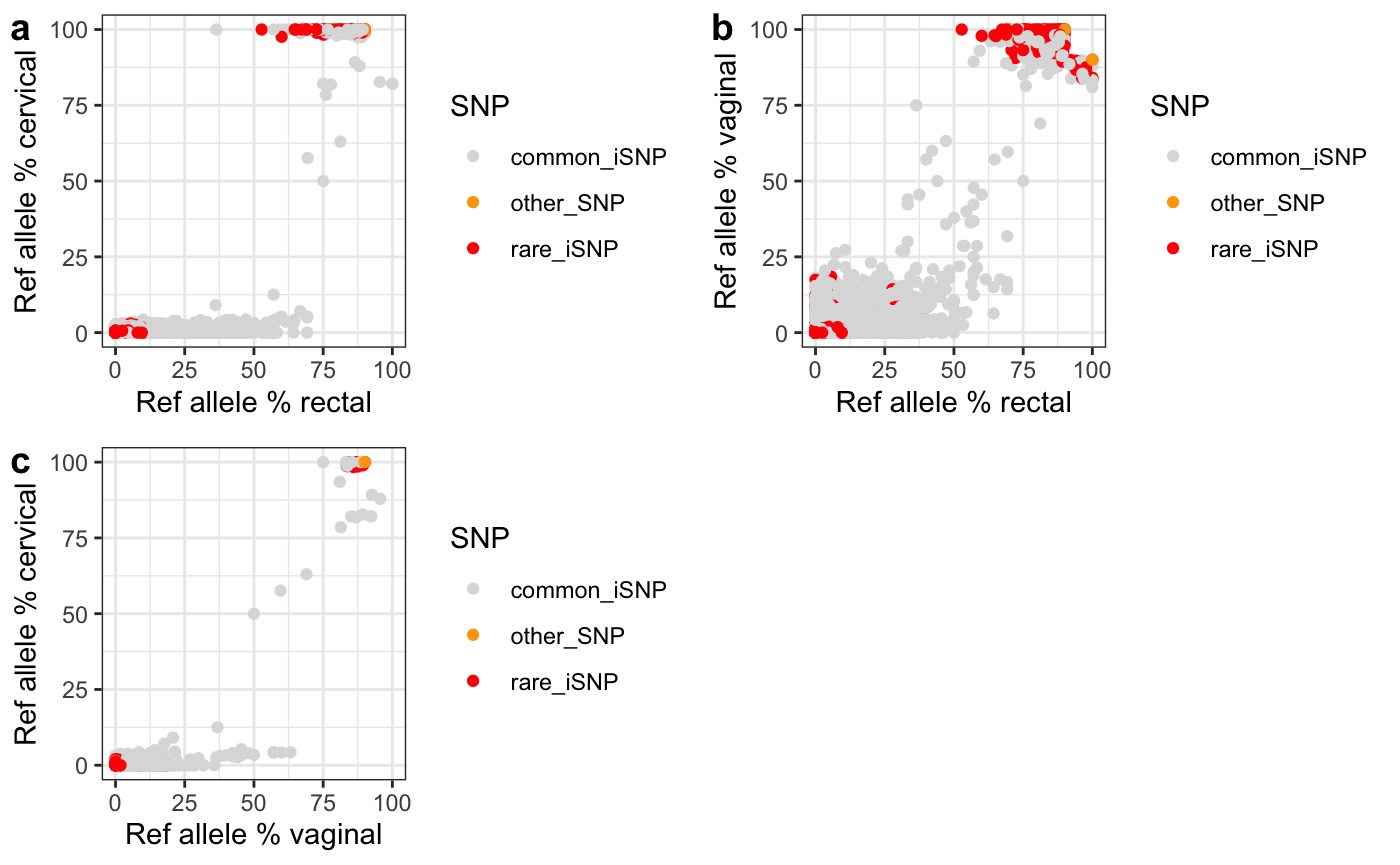 a
Ref allele % cervical
100
75
50
25
0
0 25 50 75 100
Ref allele % rectal
SNP
common_iSNP
other_SNP
rare_iSNP
b
Ref allele % vaginal
100
75
50
25
0
0 25 50 75 100
Ref allele % rectal
SNP
common_iSNP
other_SNP
rare_iSNP
c
Ref allele % cervical
100
75
50
25
0
0 25 50 75 100
Ref allele % vaginal
SNP
common_iSNP
other_SNP
rare_iSNP